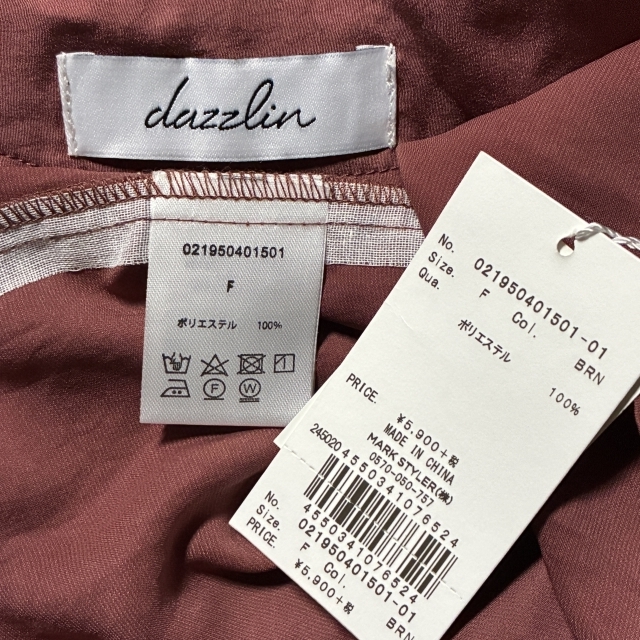 dazzlin
021950401501
F
ポリエステル 100%
F W
No. 021950401501-01
Size. F Col. BRN
Qua. ポリエステル 100%
PRICE. ¥5,900+税
MADE IN CHINA
MARK STYLER(株)
0570-080-757
245020 4550341076524
4550341076524
No. 021950401501-01
Size. F Col. BRN
PRICE. ¥5,900+税